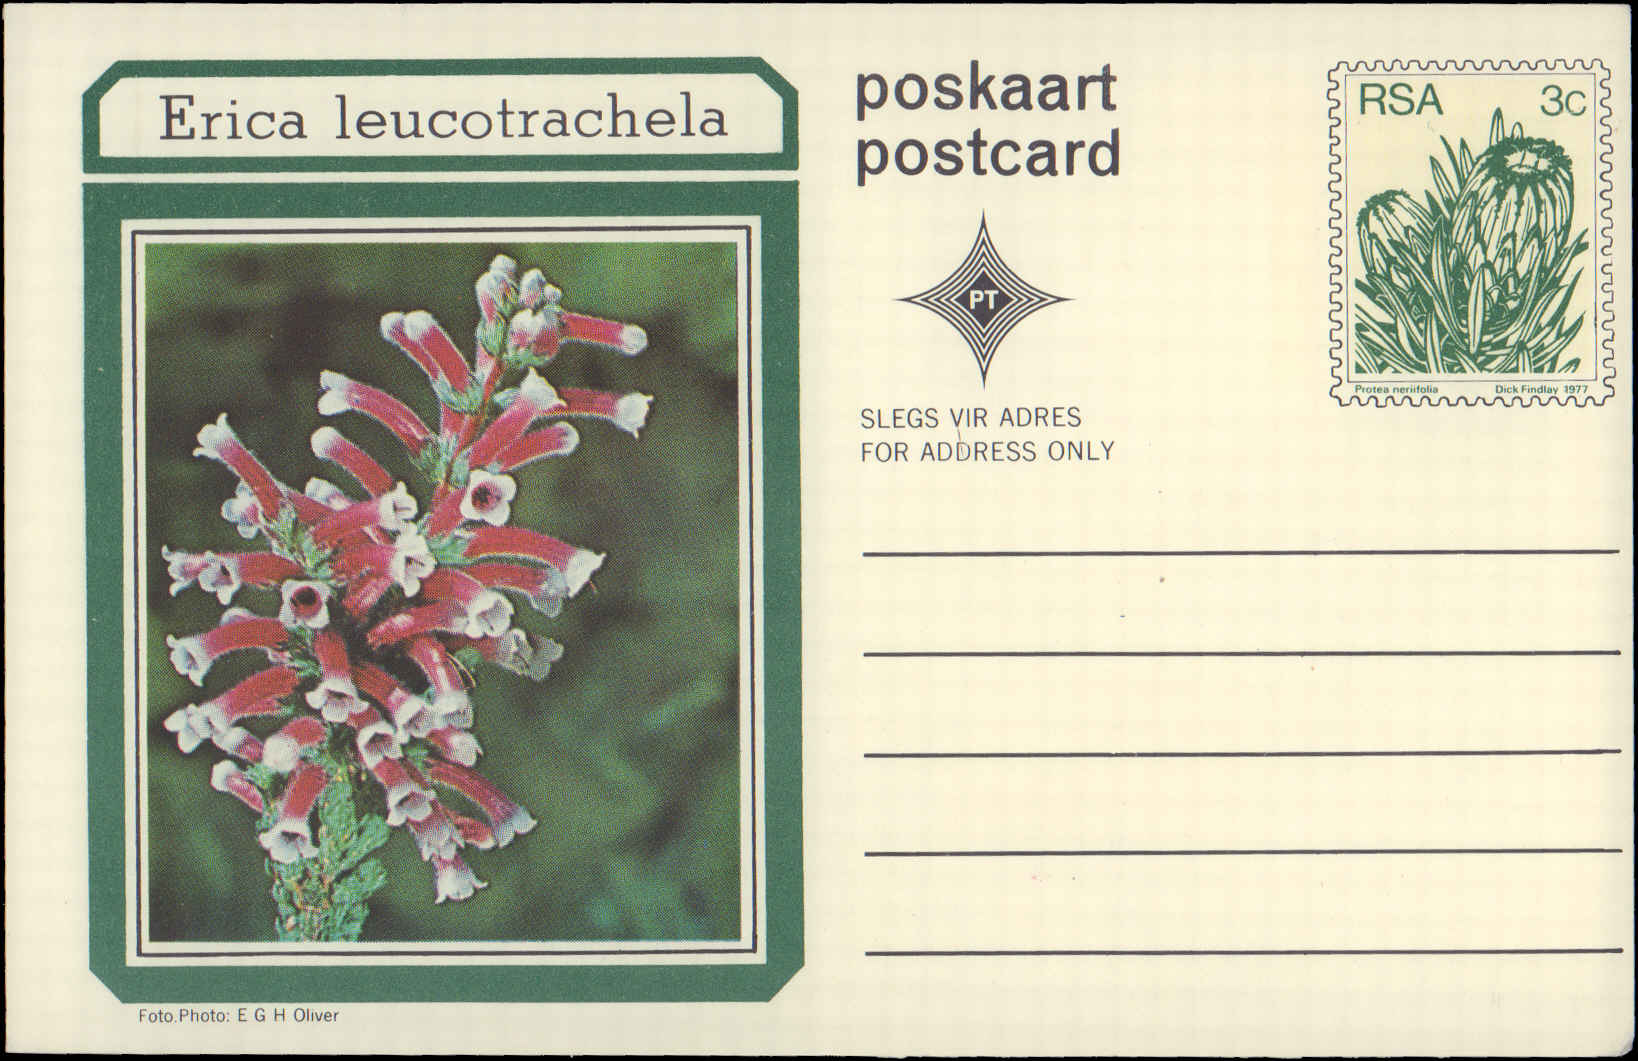 Erica leucotrachela
Foto.Photo: E G H Oliver
poskaart
postcard
PT
SLEGS VIR ADRES
FOR ADDRESS ONLY
RSA 3c
Protea neriifolia Dick Findlay 1977